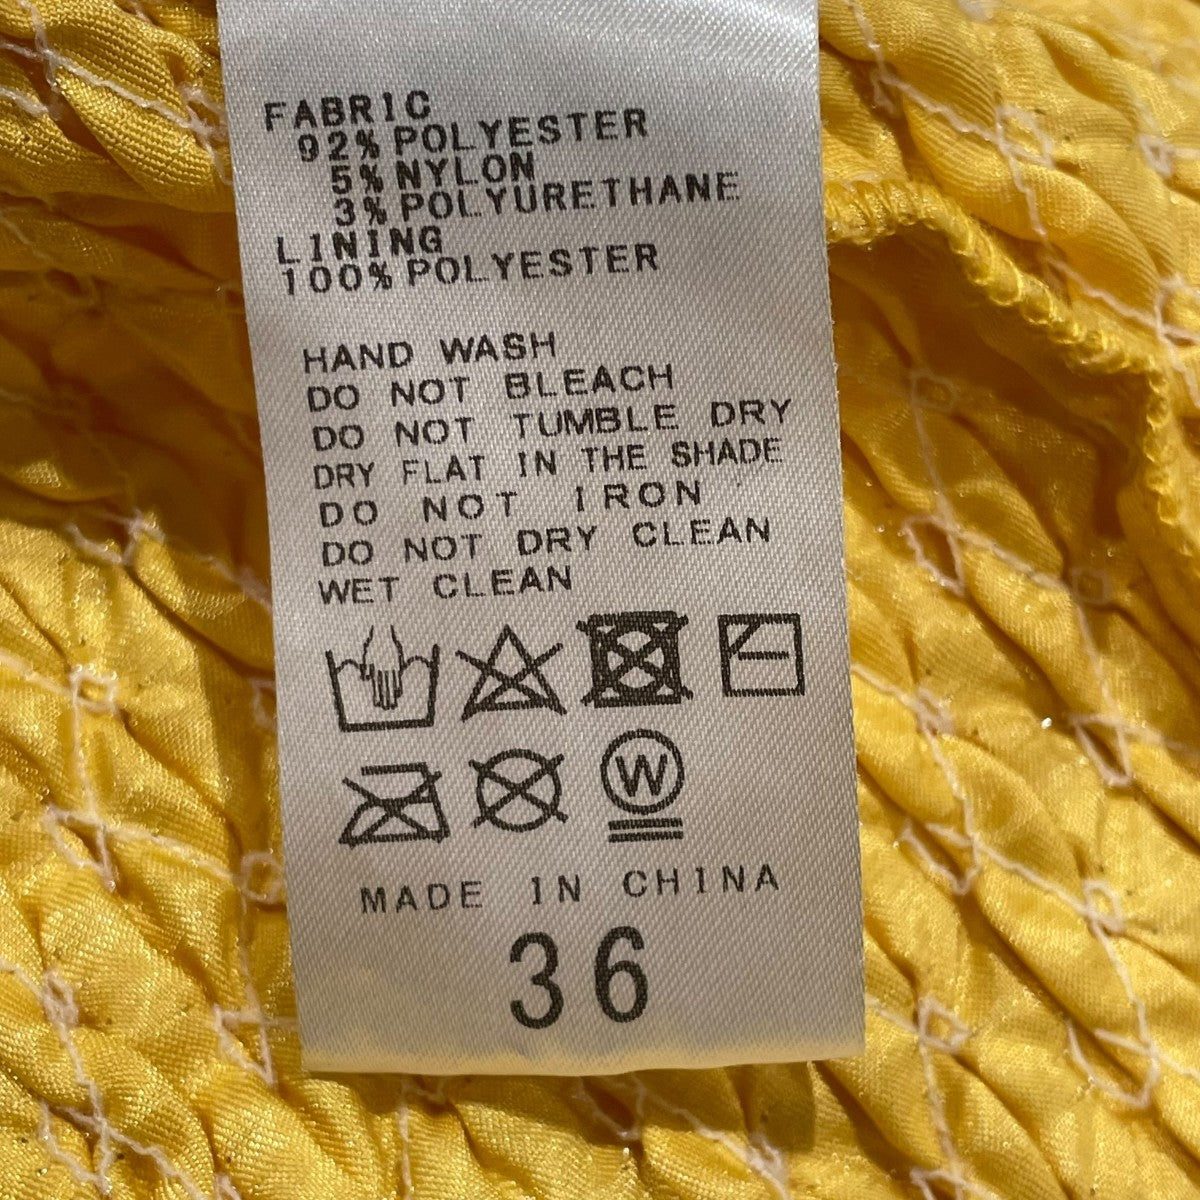 FABRIC
92% POLYESTER
5% NYLON
3% POLYURETHANE
LINING
100% POLYESTER
HAND WASH
DO NOT BLEACH
DO NOT TUMBLE DRY
DRY FLAT IN THE SHADE
DO NOT IRON
DO NOT DRY CLEAN
WET CLEAN
W
MADE IN CHINA
36